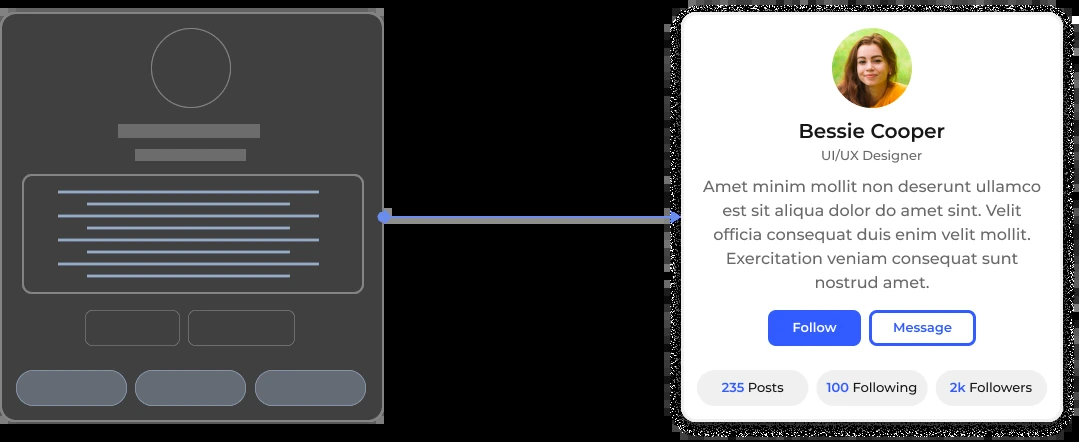 Bessie Cooper
UI/UX Designer
Amet minim mollit non deserunt ullamco
est sit aliqua dolor do amet sint. Velit
officia consequat duis enim velit mollit.
Exercitation veniam consequat sunt
nostrud amet.
Follow
Message
235 Posts
100 Following
2k Followers